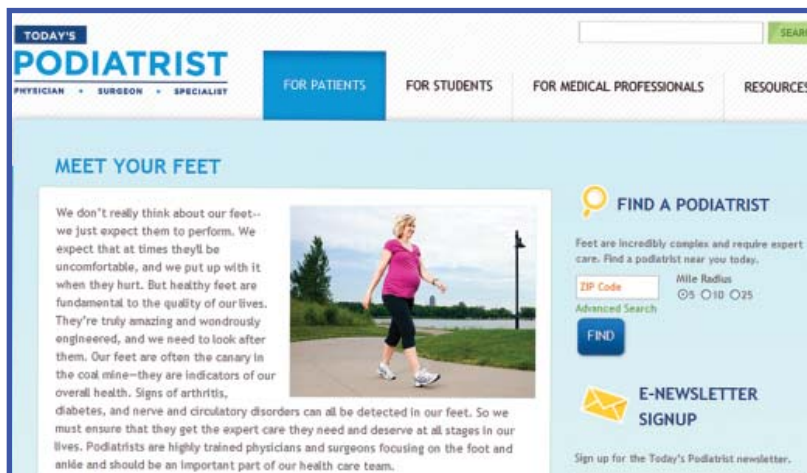 TODAY'S
PODIATRIST
PHYSICIAN • SURGEON • SPECIALIST
SEAR
FOR PATIENTS
FOR STUDENTS
FOR MEDICAL PROFESSIONALS
RESOURCES
MEET YOUR FEET
We don't really think about our feet--
we just expect them to perform. We
expect that at times they'll be
uncomfortable, and we put up with it
when they hurt. But healthy feet are
fundamental to the quality of our lives.
They're truly amazing and wondrously
engineered, and we need to look after
them. Our feet are often the canary in
the coal mine—they are indicators of our
overall health. Signs of arthritis,
diabetes, and nerve and circulatory disorders can all be detected in our feet. So we
must ensure that they get the expert care they need and deserve at all stages in our
lives. Podiatrists are highly trained physicians and surgeons focusing on the foot and
ankle and should be an important part of our health care team.
FIND A PODIATRIST
Feet are incredibly complex and require expert
care. Find a podiatrist near you today.
ZIP Code
Mile Radius
5 10 25
Advanced Search
FIND
E-NEWSLETTER
SIGNUP
Sign up for the Today's Podiatrist newsletter.